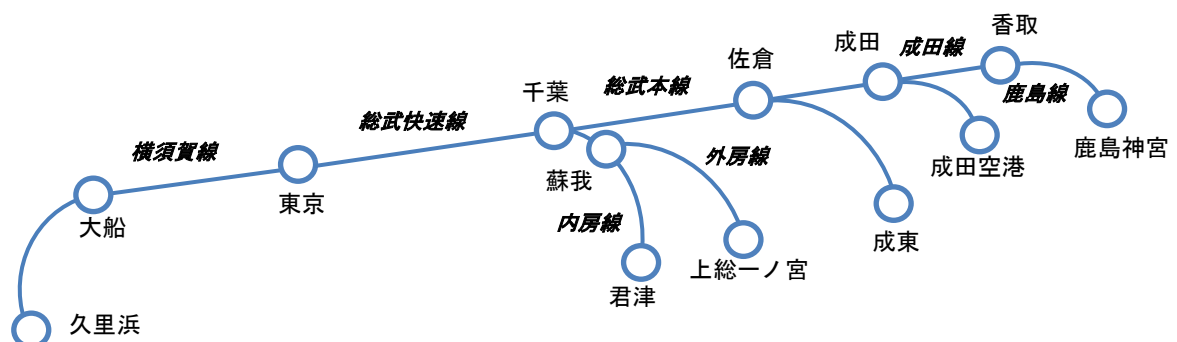 香取
成田
成田線
佐倉
鹿島線
総武本線
千葉
総武快速線
鹿島神宮
横須賀線
外房線
成田空港
蘇我
東京
大船
内房線
成東
上総一ノ宮
君津
久里浜